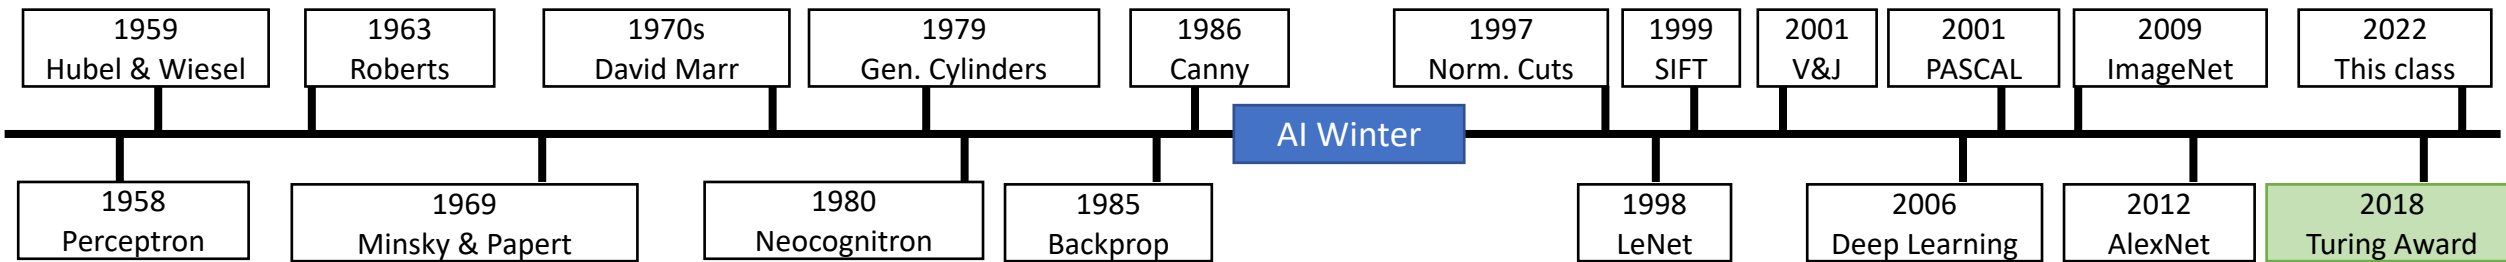 1959
Hubel & Wiesel
1963
Roberts
1970s
David Marr
1979
Gen. Cylinders
1986
Canny
1997
Norm. Cuts
1999
SIFT
2001
V&J
2001
PASCAL
2009
ImageNet
2022
This class
AI Winter
1958
Perceptron
1969
Minsky & Papert
1980
Neocognitron
1985
Backprop
1998
LeNet
2006
Deep Learning
2012
AlexNet
2018
Turing Award